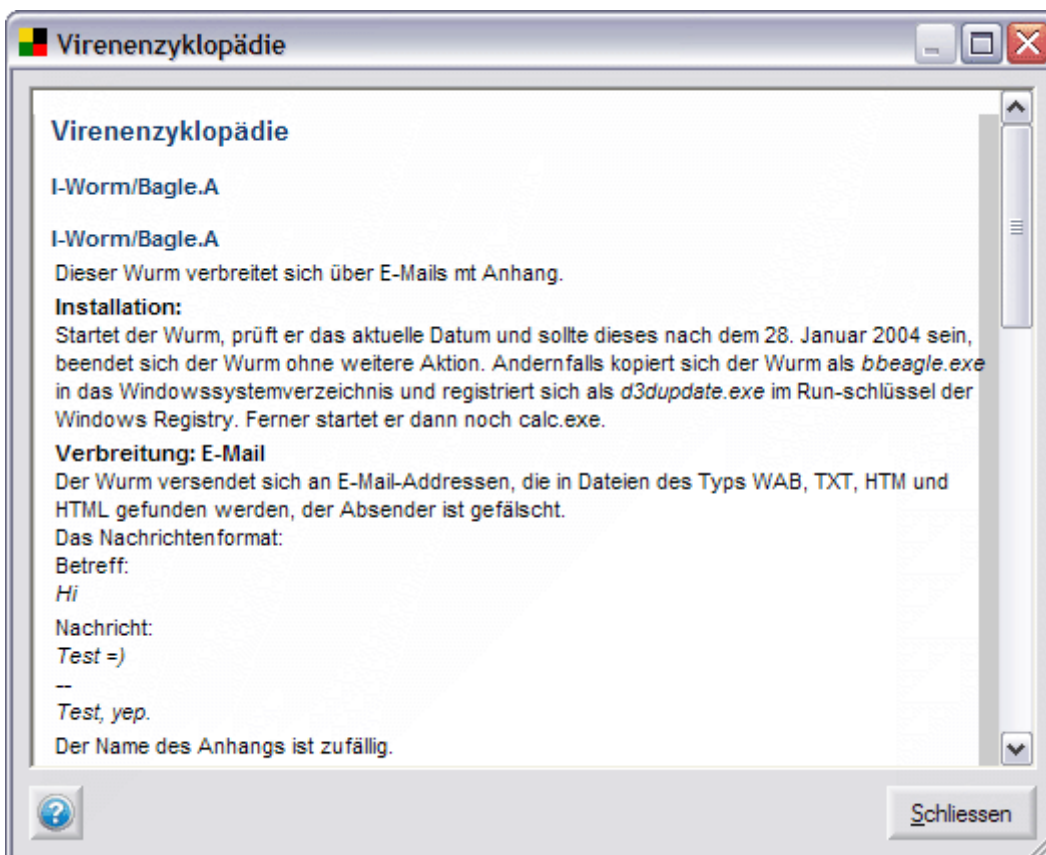 Virenenzyklopädie
Virenenzyklopädie
I-Worm/Bagle.A
I-Worm/Bagle.A
Dieser Wurm verbreitet sich über E-Mails mt Anhang.
Installation:
Startet der Wurm, prüft er das aktuelle Datum und sollte dieses nach dem 28. Januar 2004 sein,
beendet sich der Wurm ohne weitere Aktion. Andernfalls kopiert sich der Wurm als bbeagle.exe
in das Windowssystemverzeichnis und registriert sich als d3dupdate.exe im Run-schlüssel der
Windows Registry. Ferner startet er dann noch calc.exe.
Verbreitung: E-Mail
Der Wurm versendet sich an E-Mail-Addressen, die in Dateien des Typs WAB, TXT, HTM und
HTML gefunden werden, der Absender ist gefälscht.
Das Nachrichtenformat:
Betreff:
Hi
Nachricht:
Test =)
--
Test, yep.
Der Name des Anhangs ist zufällig.
Schliessen